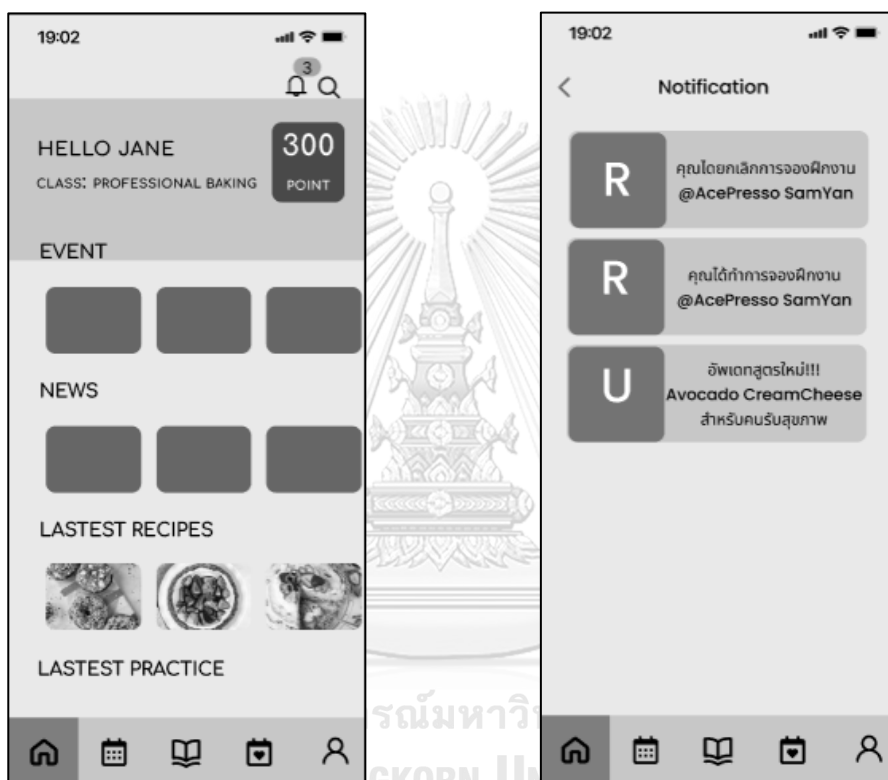 19:02
3
HELLO JANE
CLASS: PROFESSIONAL BAKING
300
POINT
EVENT
NEWS
LASTEST RECIPES
LASTEST PRACTICE
19:02
Notification
R
คุณไดยกเลิกการจองฝึกงาน
@AcePresso SamYan
R
คุณได้ทำการจองฝึกงาน
@AcePresso SamYan
U
อัพเดทสูตรใหม่!!!
Avocado CreamCheese
สำหรับคนรับสุขภาพ